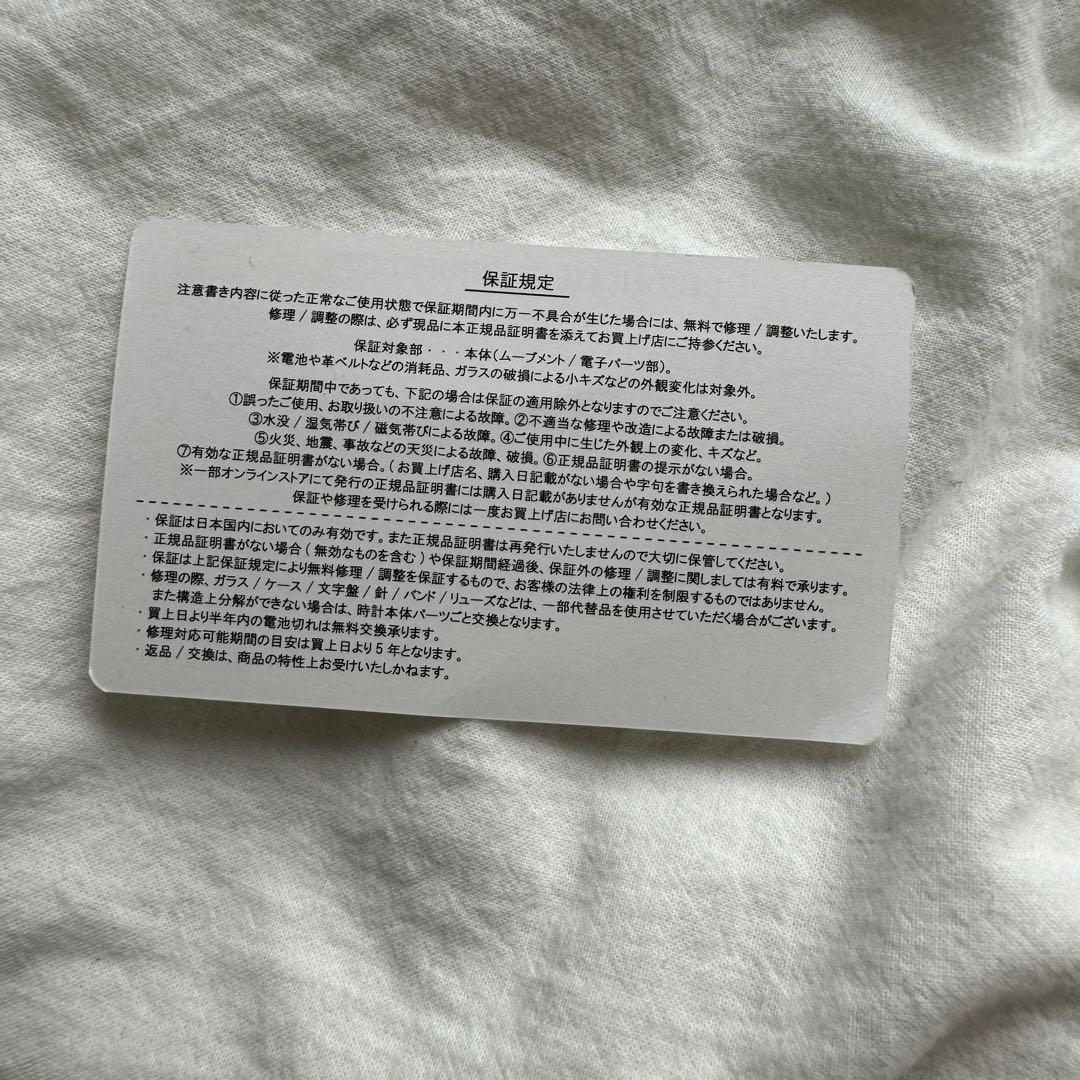 保証規定
注意書き内容に従った正常なご使用状態で保証期間内に万一不具合が生じた場合には、無料で修理 / 調整いたします。
修理 / 調整の際は、必ず現品に本正規品証明書を添えてお買上げ店にご持参ください。
保証対象部・・・本体(ムーブメント / 電子パーツ部)。
※電池や革ベルトなどの消耗品、ガラスの破損による小キズなどの外観変化は対象外。
保証期間中であっても、下記の場合は保証の適用除外となりますのでご注意ください。
①誤ったご使用、お取り扱いの不注意による故障。②不適当な修理や改造による故障または破損。
③水没 / 湿気帯び / 磁気帯びによる故障。④ご使用中に生じた外観上の変化、キズなど。
⑤火災、地震、事故などの天災による故障、破損。⑥正規品証明書の提示がない場合。
⑦有効な正規品証明書がない場合。( お買上げ店名、購入日記載がない場合や字句を書き換えられた場合など。)
※一部オンラインストアにて発行の正規品証明書には購入日記載がありませんが有効な正規品証明書となります。
保証や修理を受けられる際には一度お買上げ店にお問い合わせください。
・保証は日本国内においてのみ有効です。また正規品証明書は再発行いたしませんので大切に保管してください。
・正規品証明書がない場合 ( 無効なものを含む ) や保証期間経過後、保証外の修理 / 調整に関しましては有料で承ります。
・保証は上記保証規定により無料修理 / 調整を保証するもので、お客様の法律上の権利を制限するものではありません。
・修理の際、ガラス / ケース / 文字盤 / 針 / バンド / リューズなどは、一部代替品を使用させていただく場合がございます。
また構造上分解ができない場合は、時計本体パーツごと交換となります。
・買上日より半年内の電池切れは無料交換承ります。
・修理対応可能期間の目安は買上日より 5 年となります。
・返品 / 交換は、商品の特性上お受けいたしかねます。